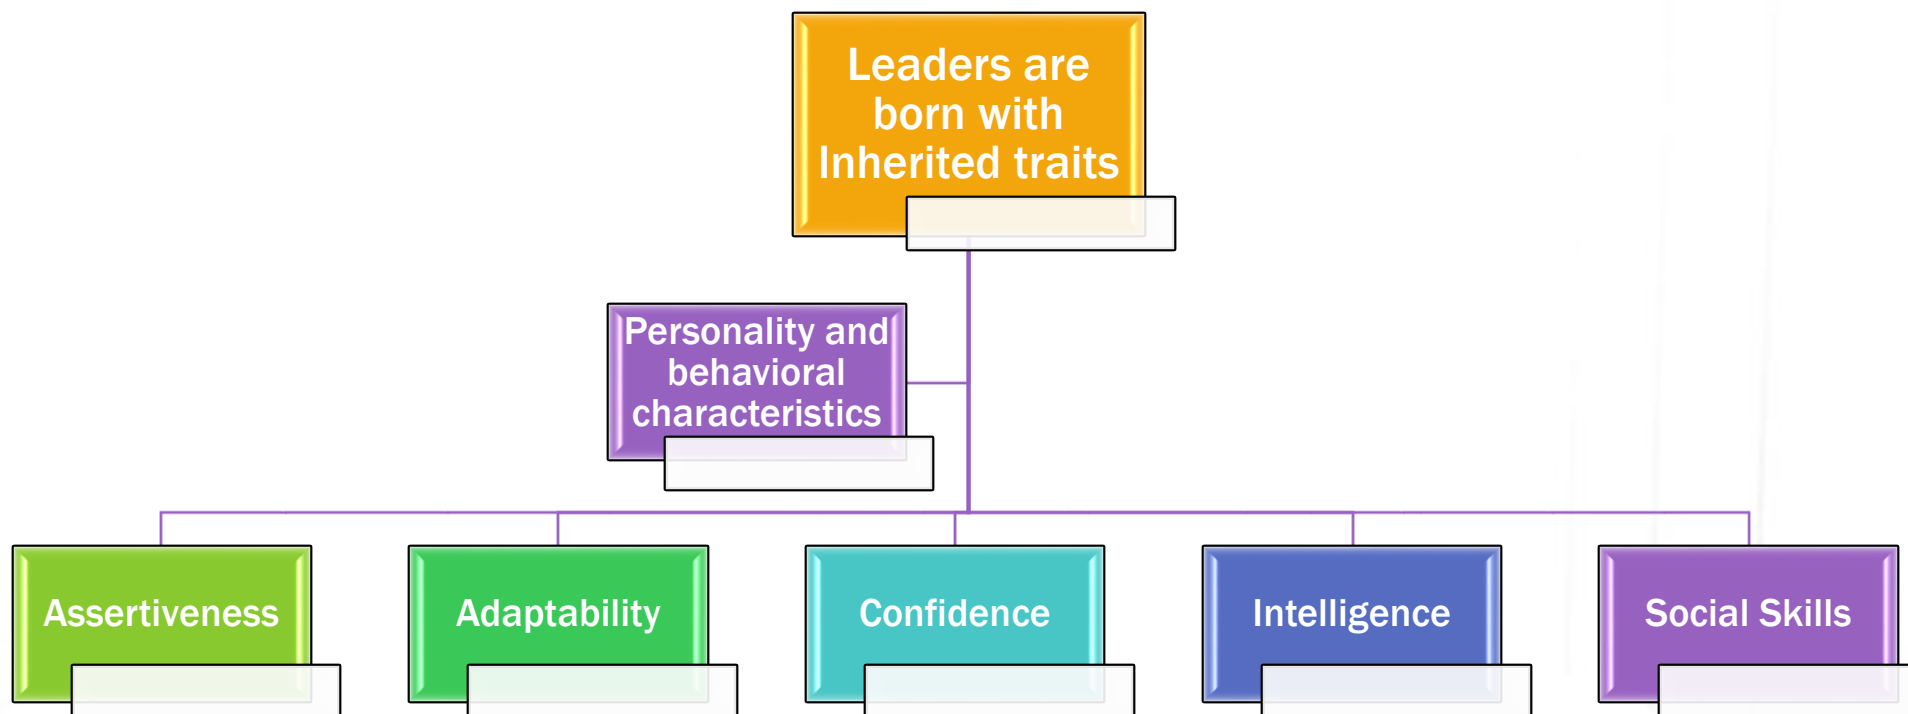 Leaders are
born with
Inherited traits
Personality and
behavioral
characteristics
Assertiveness
Adaptability
Confidence
Intelligence
Social Skills